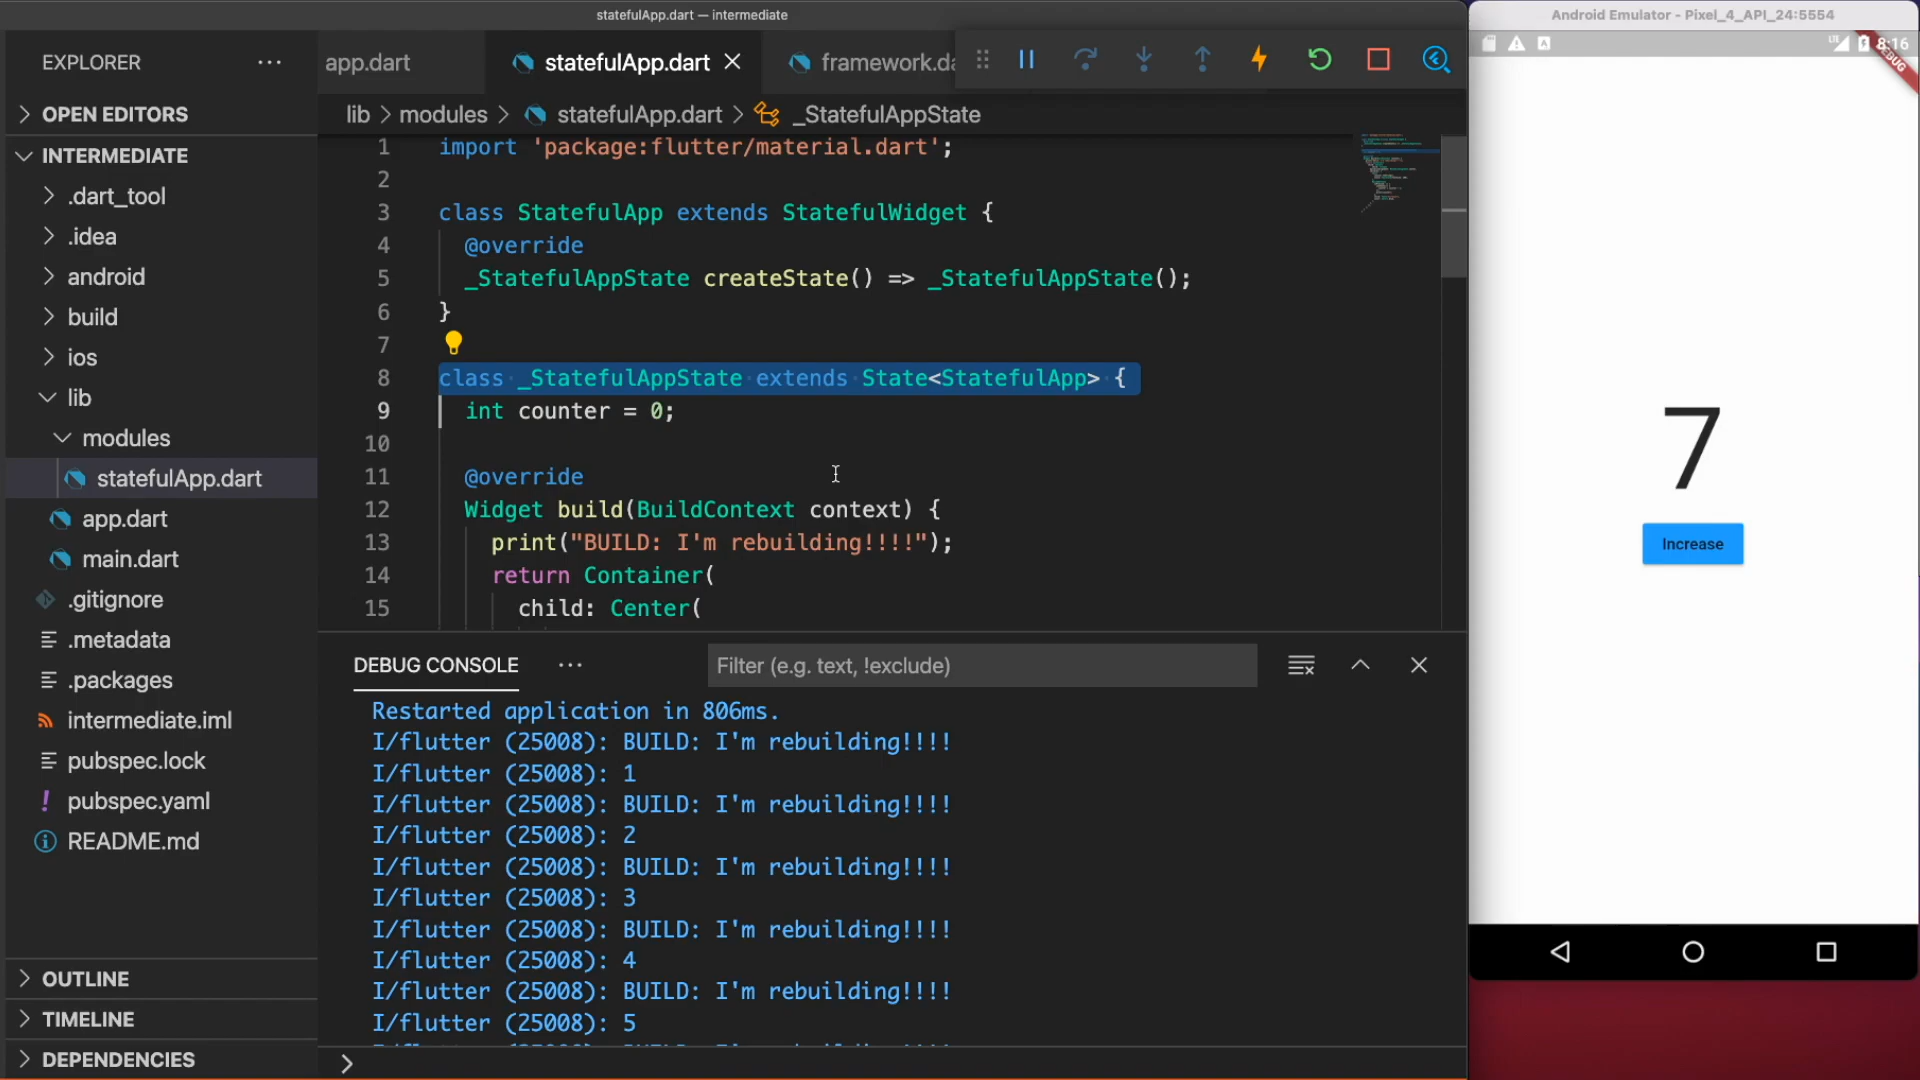 statefulApp.dart — intermediate
Android Emulator - Pixel_4_API_24:5554
EXPLORER
OPEN EDITORS
INTERMEDIATE
.dart_tool
.idea
android
build
ios
lib
modules
statefulApp.dart
app.dart
main.dart
.gitignore
.metadata
.packages
intermediate.iml
pubspec.lock
pubspec.yaml
README.md
OUTLINE
TIMELINE
DEPENDENCIES
app.dart
statefulApp.dart
framework.da
lib > modules > statefulApp.dart > _StatefulAppState
1 import 'package:flutter/material.dart';
2
3 class StatefulApp extends StatefulWidget {
4 @override
5 _StatefulAppState createState() => _StatefulAppState();
6 }
7
8 class _StatefulAppState extends State<StatefulApp> {
9 int counter = 0;
10
11 @override
12 Widget build(BuildContext context) {
13 print("BUILD: I'm rebuilding!!!!");
14 return Container(
15 child: Center(
DEBUG CONSOLE
Filter (e.g. text, !exclude)
Restarted application in 806ms.
I/flutter (25008): BUILD: I'm rebuilding!!!!
I/flutter (25008): 1
I/flutter (25008): BUILD: I'm rebuilding!!!!
I/flutter (25008): 2
I/flutter (25008): BUILD: I'm rebuilding!!!!
I/flutter (25008): 3
I/flutter (25008): BUILD: I'm rebuilding!!!!
I/flutter (25008): 4
I/flutter (25008): BUILD: I'm rebuilding!!!!
I/flutter (25008): 5
LTE
8:16
7
Increase